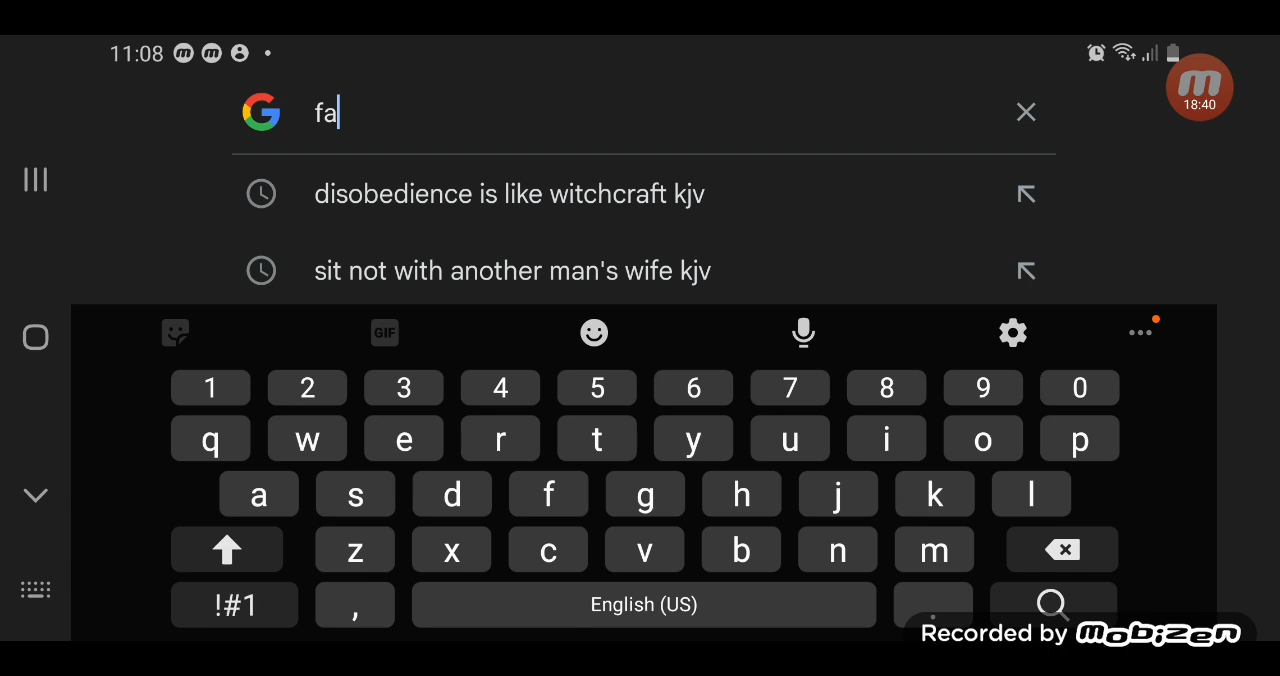 11:08
18:40
fa
disobedience is like witchcraft kjv
sit not with another man's wife kjv
GIF
1 2 3 4 5 6 7 8 9 0
q w e r t y u i o p
a s d f g h j k l
z x c v b n m
!#1 , English (US) .
Recorded by mobizen